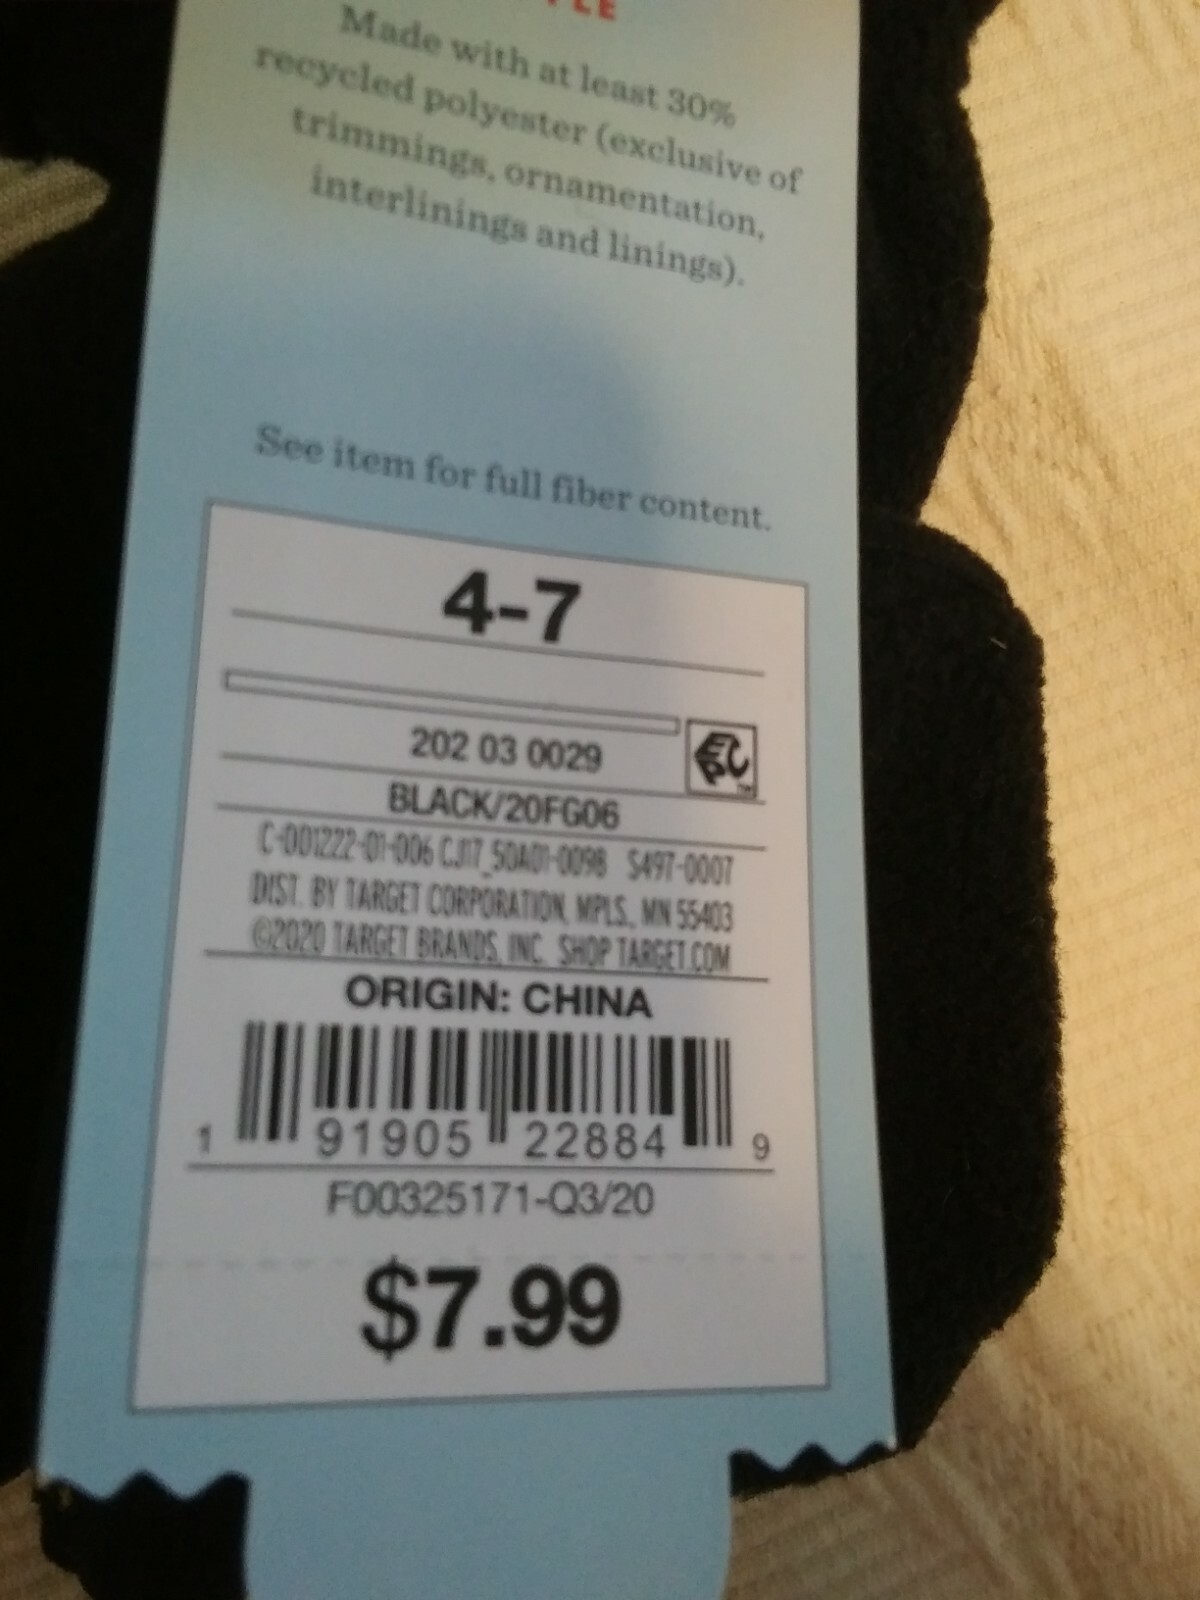 Made with at least 30%
recycled polyester (exclusive of
trimmings, ornamentation,
interlinings and linings).
See item for full fiber content.
4-7
202 03 0029
EPC
TM
BLACK/20FG06
C-001222-01-006 CJ17_50A01-0098 S497-0007
DIST. BY TARGET CORPORATION, MPLS., MN 55403
©2020 TARGET BRANDS, INC. SHOP TARGET.COM
ORIGIN: CHINA
1 91905 22884 9
F00325171-Q3/20
$7.99